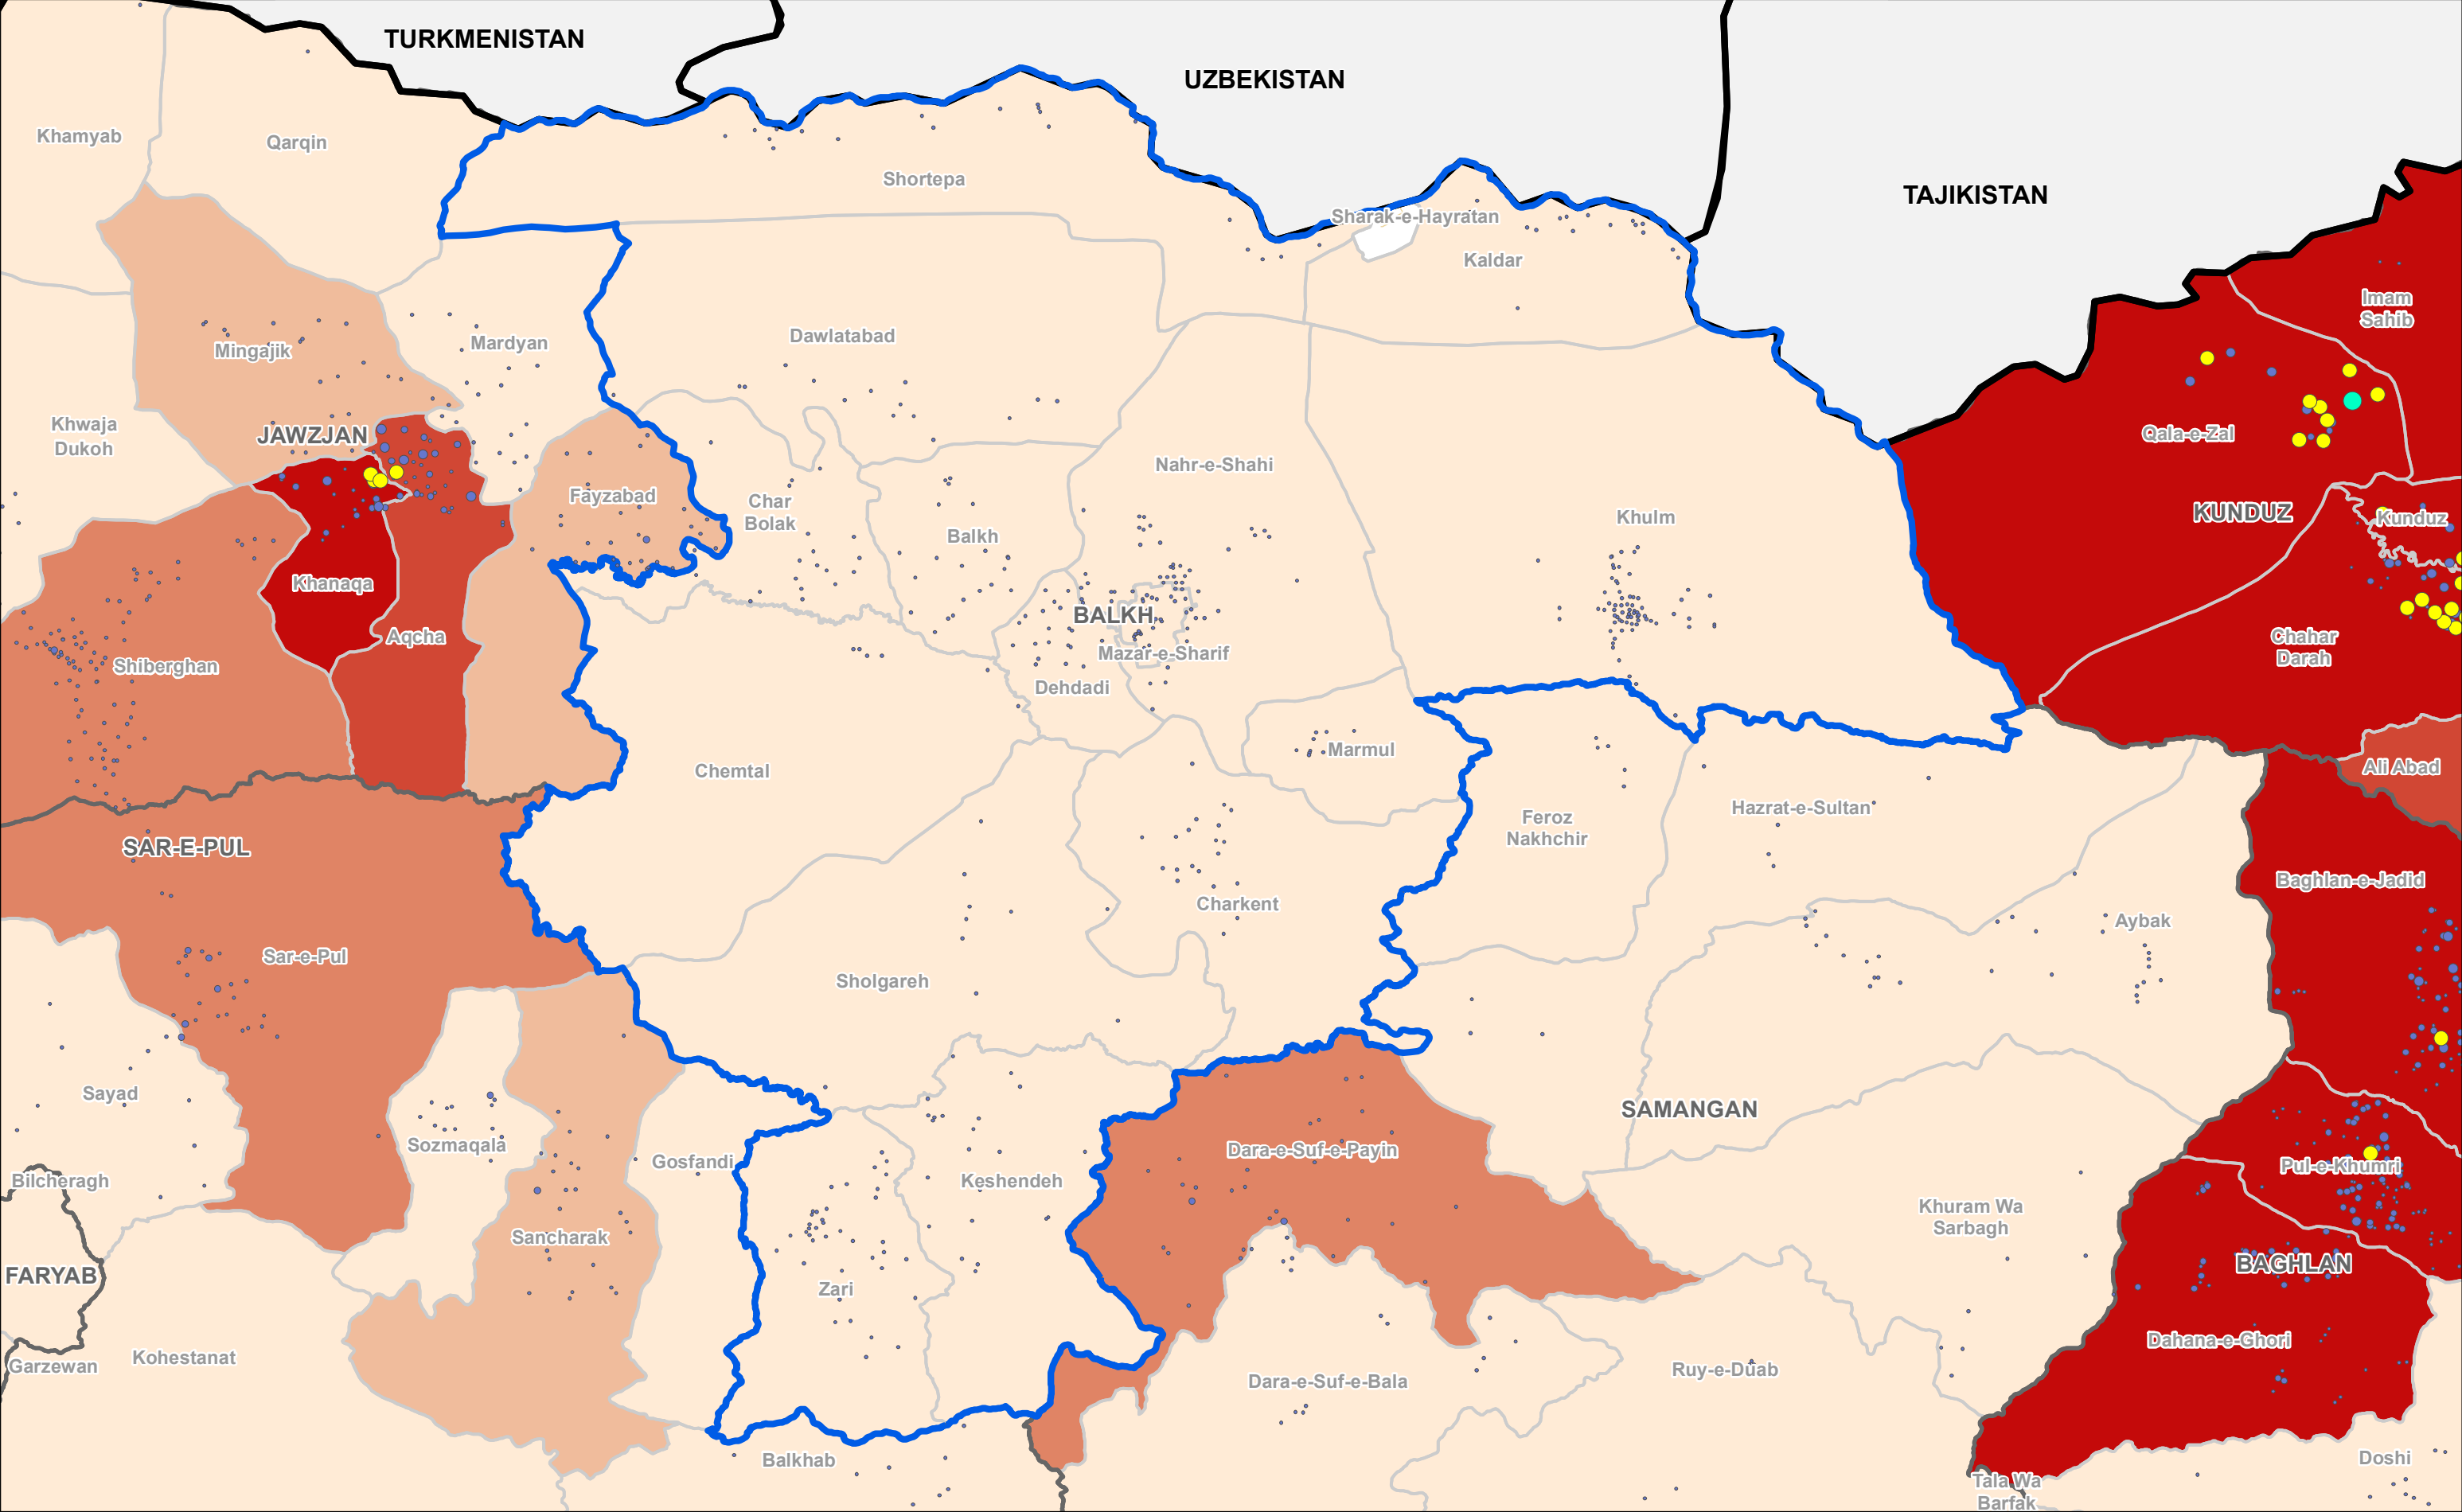 TURKMENISTAN
UZBEKISTAN
TAJIKISTAN
Khamyab
Qarqin
Shortepa
Sharak-e-Hayratan
Kaldar
Imam
Sahib
Mingajik
Mardyan
Dawlatabad
Khwaja
Dukoh
JAWZJAN
Qala-e-Zal
Nahr-e-Shahi
Fayzabad
Char
Bolak
Balkh
Khulm
KUNDUZ
Kunduz
Khanaqa
Aqcha
Shiberghan
BALKH
Mazar-e-Sharif
Dehdadi
Chahar
Darah
Marmul
Chemtal
Ali Abad
Feroz
Nakhchir
Hazrat-e-Sultan
SAR-E-PUL
Baghlan-e-Jadid
Charkent
Aybak
Sar-e-Pul
Sholgareh
Sayad
SAMANGAN
Sozmaqala
Dara-e-Suf-e-Payin
Gosfandi
Pul-e-Khumri
Bilcheragh
Keshendeh
Khuram Wa
Sarbagh
Sancharak
BAGHLAN
FARYAB
Zari
Dahana-e-Ghori
Kohestanat
Garzewan
Ruy-e-Duab
Dara-e-Suf-e-Bala
Balkhab
Doshi
Tala Wa
Barfak